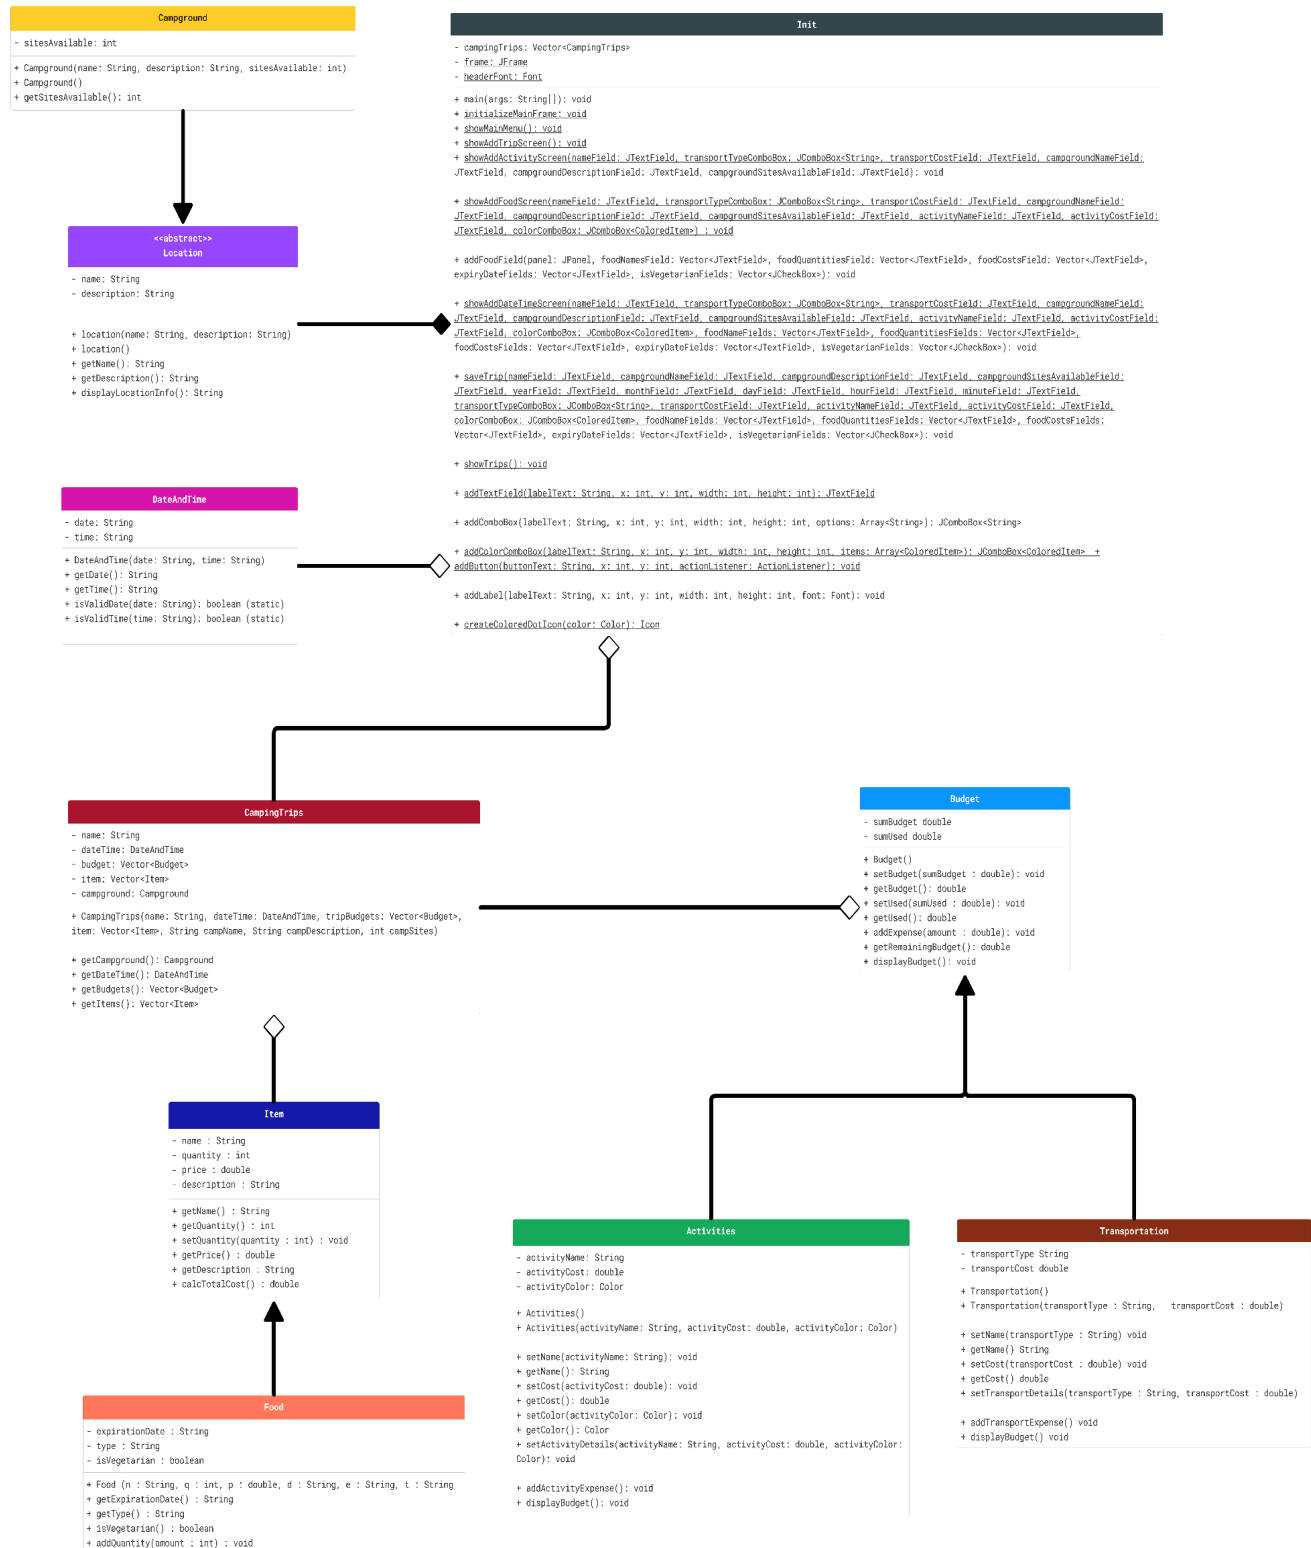 Campground
- sitesAvailable: int
+ Campground(name: String, description: String, sitesAvailable: int)
+ Campground()
+ getSitesAvailable(): int
Init
- campingTrips: Vector<CampingTrips>
- frame: JFrame
- headerFont: Font
+ main(args: String[]): void
+ initializeMainFrame: void
+ showMainMenu(): void
+ showAddTripScreen(): void
+ showAddActivityScreen(nameField: JTextField, transportTypeComboBox: JComboBox<String>, transportCostField: JTextField, campgroundNameField:
JTextField, campgroundDescriptionField: JTextField, campgroundSitesAvailableField: JTextField): void
+ showAddFoodScreen(nameField: JTextField, transportTypeComboBox: JComboBox<String>, transportCostField: JTextField, campgroundNameField:
JTextField, campgroundDescriptionField: JTextField, campgroundSitesAvailableField: JTextField, activityNameField: JTextField, activityCostField:
JTextField, colorComboBox: JComboBox<ColoredItem>) : void
+ addFoodField(panel: JPanel, foodNamesField: Vector<JTextField>, foodQuantitiesField: Vector<JTextField>, foodCostsField: Vector<JTextField>,
expiryDateFields: Vector<JTextField>, isVegetarianFields: Vector<JCheckBox>): void
+ showAddDateTimeScreen(nameField: JTextField, transportTypeComboBox: JComboBox<String>, transportCostField: JTextField, campgroundNameField:
JTextField, campgroundDescriptionField: JTextField, campgroundSitesAvailableField: JTextField, activityNameField: JTextField, activityCostField:
JTextField, colorComboBox: JComboBox<ColoredItem>, foodNameFields: Vector<JTextField>, foodQuantitiesFields: Vector<JTextField>,
foodCostsFields: Vector<JTextField>, expiryDateFields: Vector<JTextField>, isVegetarianFields: Vector<JCheckBox>): void
+ saveTrip(nameField: JTextField, campgroundNameField: JTextField, campgroundDescriptionField: JTextField, campgroundSitesAvailableField:
JTextField, yearField: JTextField, monthField: JTextField, dayField: JTextField, hourField: JTextField, minuteField: JTextField,
transportTypeComboBox: JComboBox<String>, transportCostField: JTextField, activityNameField: JTextField, activityCostField: JTextField,
colorComboBox: JComboBox<ColoredItem>, foodNameFields: Vector<JTextField>, foodQuantitiesFields: Vector<JTextField>, foodCostsFields:
Vector<JTextField>, expiryDateFields: Vector<JTextField>, isVegetarianFields: Vector<JCheckBox>): void
+ showTrips(): void
+ addTextField(labelText: String, x: int, y: int, width: int, height: int): JTextField
+ addComboBox(labelText: String, x: int, y: int, width: int, height: int, options: Array<String>): JComboBox<String>
+ addColorComboBox(labelText: String, x: int, y: int, width: int, height: int, items: Array<ColoredItem>): JComboBox<ColoredItem> +
addButton(buttonText: String, x: int, y: int, actionListener: ActionListener): void
+ addLabel(labelText: String, x: int, y: int, width: int, height: int, font: Font): void
+ createColoredDotIcon(color: Color): Icon
<<abstract>>
Location
- name: String
- description: String
+ location(name: String, description: String)
+ location()
+ getName(): String
+ getDescription(): String
+ displayLocationInfo(): String
DateAndTime
- date: String
- time: String
+ DateAndTime(date: String, time: String)
+ getDate(): String
+ getTime(): String
+ isValidDate(date: String): boolean (static)
+ isValidTime(time: String): boolean (static)
CampingTrips
- name: String
- dateTime: DateAndTime
- budget: Vector<Budget>
- item: Vector<Item>
- campground: Campground
+ CampingTrips(name: String, dateTime: DateAndTime, tripBudgets: Vector<Budget>,
item: Vector<Item>, String campName, String campDescription, int campSites)
+ getCampground(): Campground
+ getDateTime(): DateAndTime
+ getBudgets(): Vector<Budget>
+ getItems(): Vector<Item>
Budget
- sumBudget double
- sumUsed double
+ Budget()
+ setBudget(sumBudget : double): void
+ getBudget(): double
+ setUsed(sumUsed : double): void
+ getUsed(): double
+ addExpense(amount : double): void
+ getRemainingBudget(): double
+ displayBudget(): void
Item
- name : String
- quantity : int
- price : double
- description : String
+ getName() : String
+ getQuantity() : int
+ setQuantity(quantity : int) : void
+ getPrice() : double
+ getDescription : String
+ calcTotalCost() : double
Activities
- activityName: String
- activityCost: double
- activityColor: Color
+ Activities()
+ Activities(activityName: String, activityCost: double, activityColor: Color)
+ setName(activityName: String): void
+ getName(): String
+ setCost(activityCost: double): void
+ getCost(): double
+ setColor(activityColor: Color): void
+ getColor(): Color
+ setActivityDetails(activityName: String, activityCost: double, activityColor:
Color): void
+ addActivityExpense(): void
+ displayBudget(): void
Transportation
- transportType String
- transportCost double
+ Transportation()
+ Transportation(transportType : String, transportCost : double)
+ setName(transportType : String) void
+ getName() String
+ setCost(transportCost : double) void
+ getCost() double
+ setTransportDetails(transportType : String, transportCost : double)
+ addTransportExpense() void
+ displayBudget() void
Food
- expirationDate : String
- type : String
- isVegetarian : boolean
+ Food (n : String, q : int, p : double, d : String, e : String, t : String
+ getExpirationDate() : String
+ getType() : String
+ isVegetarian() : boolean
+ addQuantity(amount : int) : void